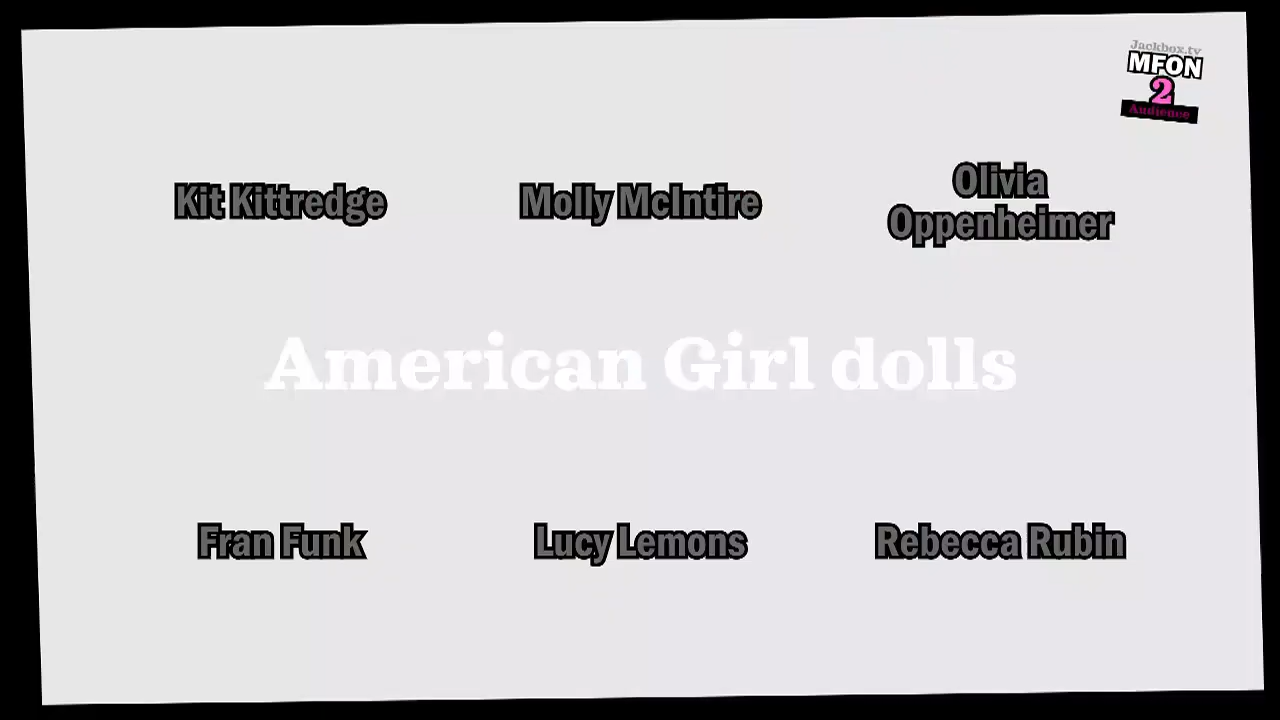 Jackbox.tv
MFON
2
Audience
Kit Kittredge
Molly McIntire
Olivia
Oppenheimer
American Girl dolls
Fran Funk
Lucy Lemons
Rebecca Rubin